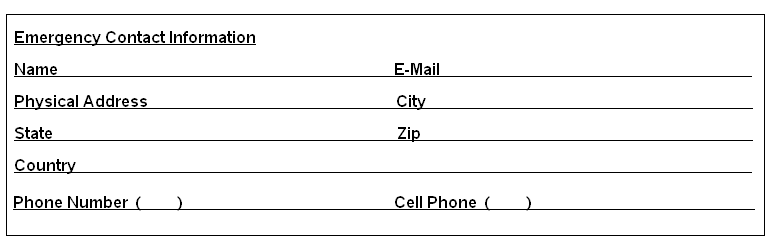 Emergency Contact Information
Name E-Mail
Physical Address City
State Zip
Country
Phone Number ( ) Cell Phone ( )